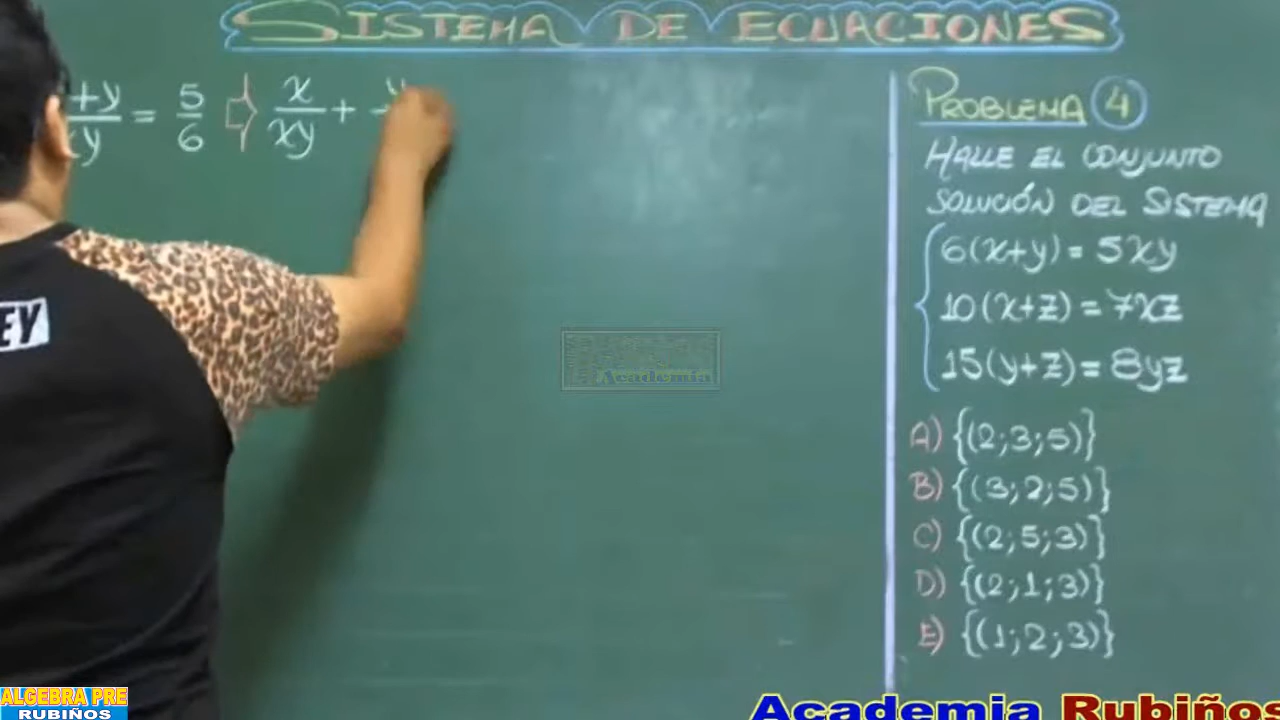 SISTEMA DE ECUACIONES
+y/xy = 5/6 ⇨ x/xy + y
PROBLEMA 4
HALLE EL CONJUNTO
SOLUCIÓN DEL SISTEMA
6(x+y) = 5xy
10(x+z) = 7xz
15(y+z) = 8yz
A) {(2;3;5)}
B) {(3;2;5)}
C) {(2;5;3)}
D) {(2;1;3)}
E) {(1;2;3)}
EY
Academia
ALGEBRA PRE
RUBIÑOS
Academia Rubiños